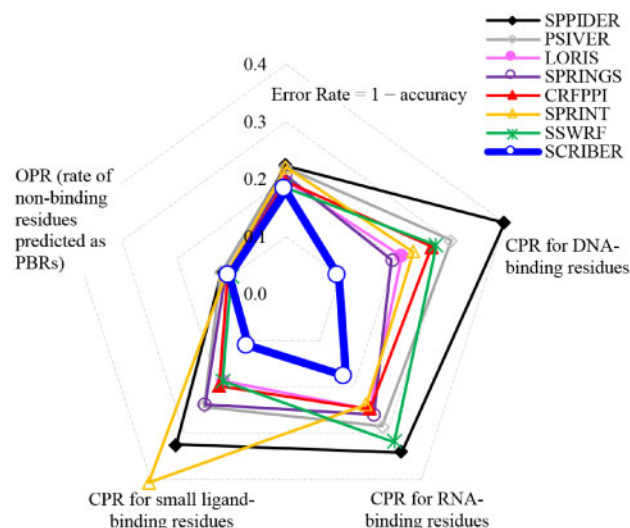 SPPIDER
PSIVER
LORIS
SPRINGS
CRFPPI
SPRINT
SSWRF
SCRIBER
0.4
Error Rate = 1 − accuracy
0.3
0.2
0.1
0.0
OPR (rate of
non-binding
residues
predicted as
PBRs)
CPR for DNA-
binding residues
CPR for small ligand-
binding residues
CPR for RNA-
binding residues